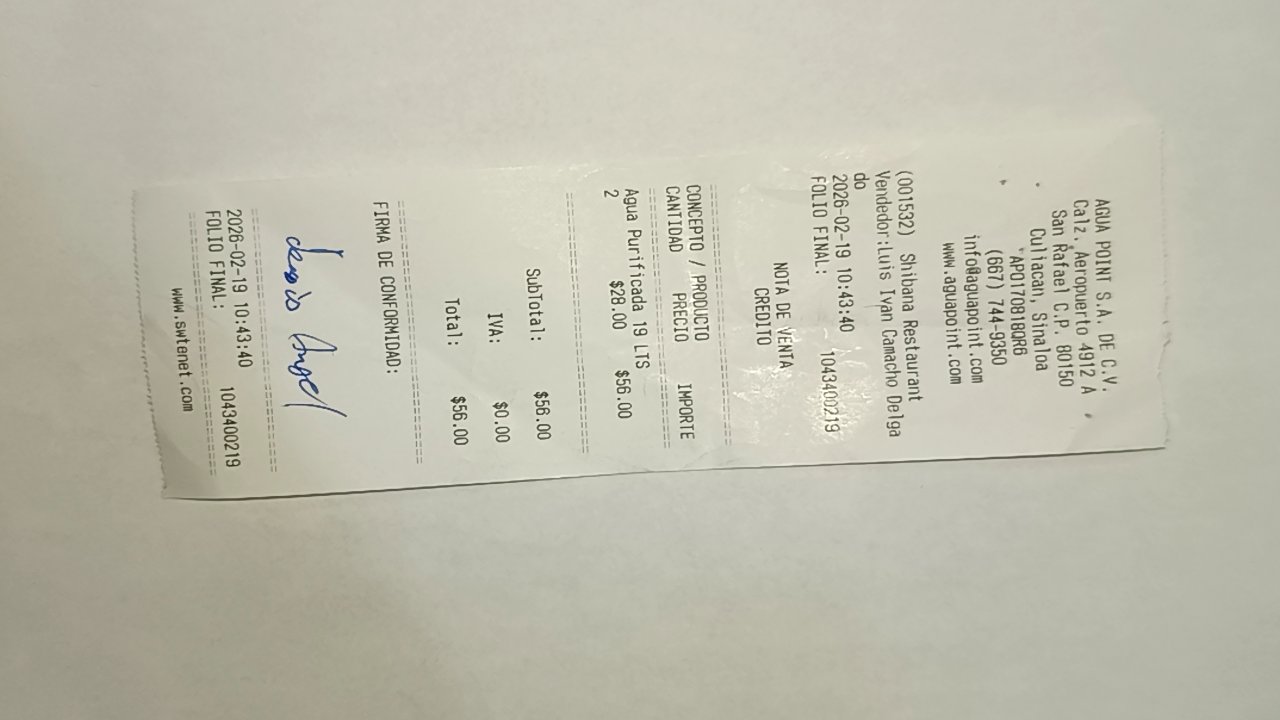 AGUA POINT S.A. DE C.V.
Calz. Aeropuerto 4912 A
San Rafael C.P. 80150
Culiacan, Sinaloa
APO1708180R6
(667) 744-9350
info@aguapoint.com
www.aguapoint.com
(001532) Shibana Restaurant
Vendedor:Luis Ivan Camacho Delga
do
2026-02-19 10:43:40
FOLIO FINAL: 1043400219
NOTA DE VENTA
CREDITO
CONCEPTO / PRODUCTO
CANTIDAD PRECIO IMPORTE
Agua Purificada 19 LTS
2 $28.00 $56.00
SubTotal: $56.00
IVA: $0.00
Total: $56.00
FIRMA DE CONFORMIDAD:
Angel
2026-02-19 10:43:40
FOLIO FINAL: 1043400219
www.swtenet.com